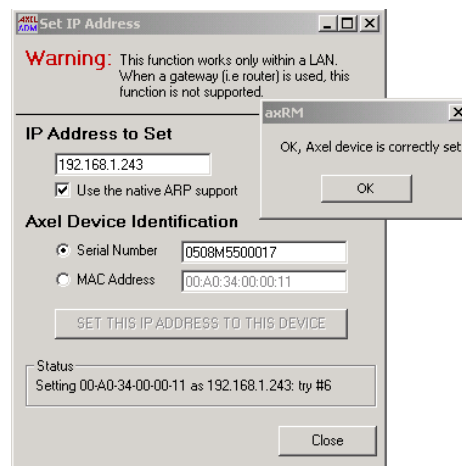 AXEL
ADM
Set IP Address
Warning: This function works only within a LAN.
When a gateway (i.e router) is used, this
function is not supported.
axRM
OK, Axel device is correctly set
OK
IP Address to Set
192.168.1.243
Use the native ARP support
Axel Device Identification
Serial Number
0508M5500017
MAC Address
00:A0:34:00:00:11
SET THIS IP ADDRESS TO THIS DEVICE
Status
Setting 00-A0-34-00-00-11 as 192.168.1.243: try #6
Close